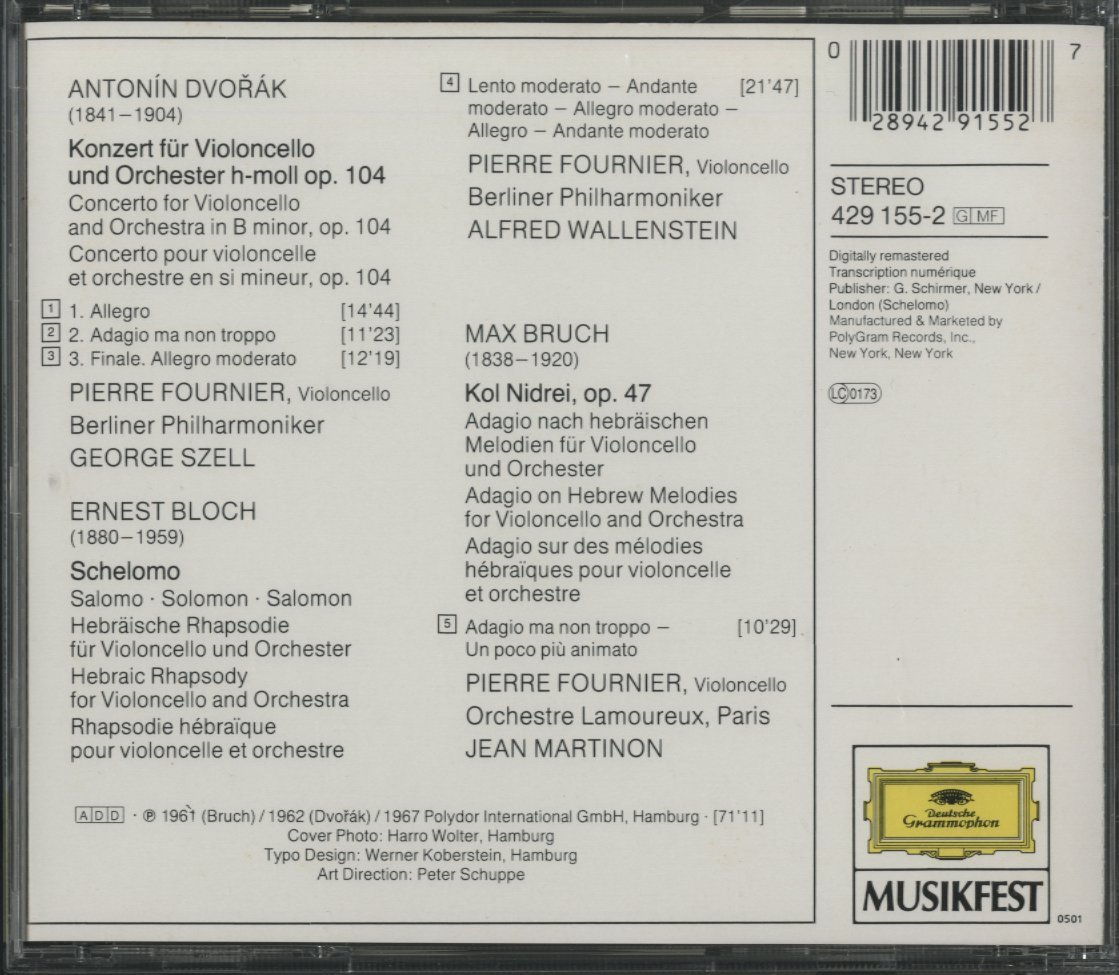 ANTONÍN DVOŘÁK
(1841–1904)
Konzert für Violoncello
und Orchester h-moll op. 104
Concerto for Violoncello
and Orchestra in B minor, op. 104
Concerto pour violoncelle
et orchestre en si mineur, op. 104
1 1. Allegro [14'44]
2 2. Adagio ma non troppo [11'23]
3 3. Finale. Allegro moderato [12'19]
PIERRE FOURNIER, Violoncello
Berliner Philharmoniker
GEORGE SZELL
ERNEST BLOCH
(1880–1959)
Schelomo
Salomo · Solomon · Salomon
Hebräische Rhapsodie
für Violoncello und Orchester
Hebraic Rhapsody
for Violoncello and Orchestra
Rhapsodie hébraïque
pour violoncelle et orchestre
4 Lento moderato – Andante [21'47]
moderato – Allegro moderato –
Allegro – Andante moderato
PIERRE FOURNIER, Violoncello
Berliner Philharmoniker
ALFRED WALLENSTEIN
MAX BRUCH
(1838–1920)
Kol Nidrei, op. 47
Adagio nach hebräischen
Melodien für Violoncello
und Orchester
Adagio on Hebrew Melodies
for Violoncello and Orchestra
Adagio sur des mélodies
hébraïques pour violoncelle
et orchestre
5 Adagio ma non troppo – [10'29]
Un poco più animato
PIERRE FOURNIER, Violoncello
Orchestre Lamoureux, Paris
JEAN MARTINON
ADD · ℗ 1961 (Bruch) / 1962 (Dvořák) / 1967 Polydor International GmbH, Hamburg · [71'11]
Cover Photo: Harro Wolter, Hamburg
Typo Design: Werner Koberstein, Hamburg
Art Direction: Peter Schuppe
0 28942 91552 7
STEREO
429 155-2 G MF
Digitally remastered
Transcription numérique
Publisher: G. Schirmer, New York /
London (Schelomo)
Manufactured & Marketed by
PolyGram Records, Inc.,
New York, New York
LC 0173
Deutsche
Grammophon
MUSIKFEST
0501